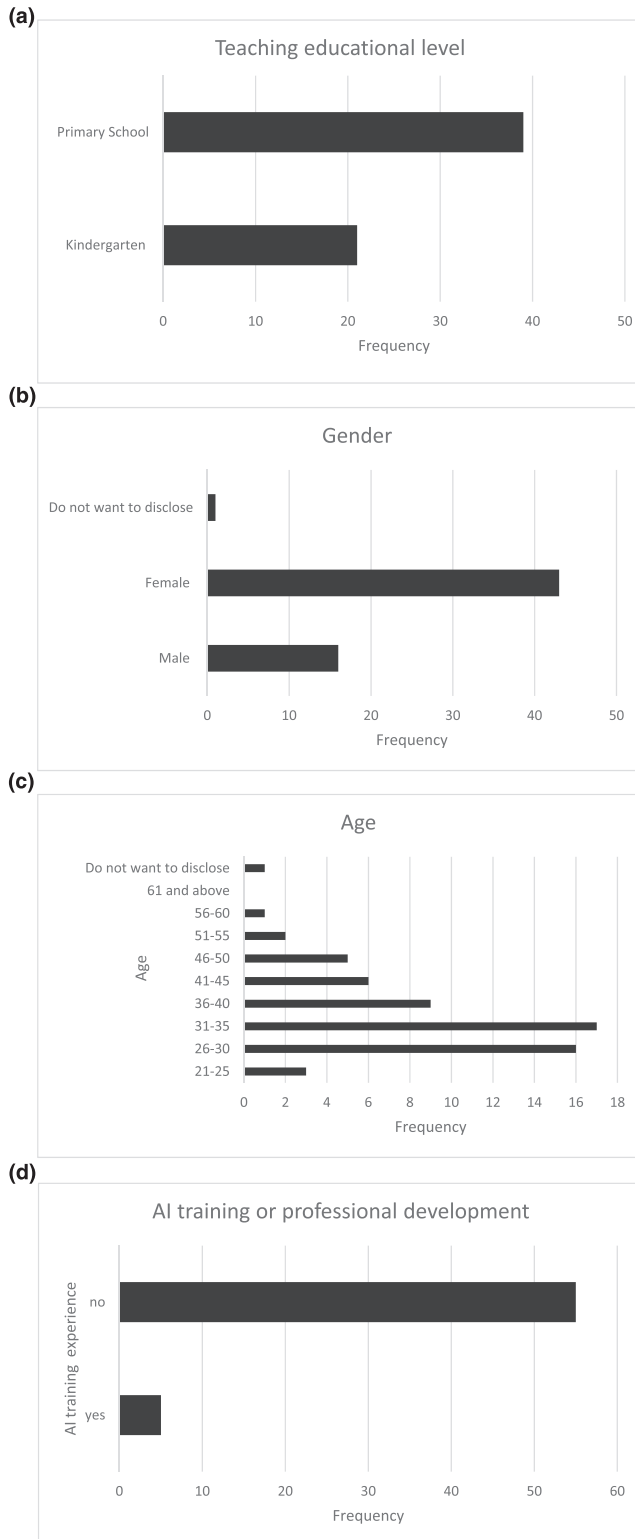 (a)
Teaching educational level
Primary School
Kindergarten
0 10 20 30 40 50
Frequency
(b)
Gender
Do not want to disclose
Female
Male
0 10 20 30 40 50
Frequency
(c)
Age
Age
Do not want to disclose
61 and above
56-60
51-55
46-50
41-45
36-40
31-35
26-30
21-25
0 2 4 6 8 10 12 14 16 18
Frequency
(d)
AI training or professional development
AI training experience
no
yes
0 10 20 30 40 50 60
Frequency